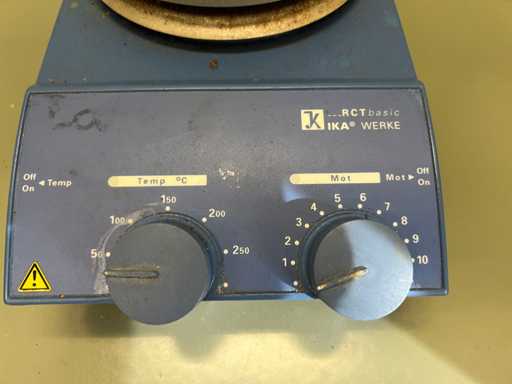 ...RCT basic
IKA® WERKE
Off
On
◄ Temp
Temp °C
Mot
Mot ►
Off
On
50
100
150
200
250
1
2
3
4
5
6
7
8
9
10